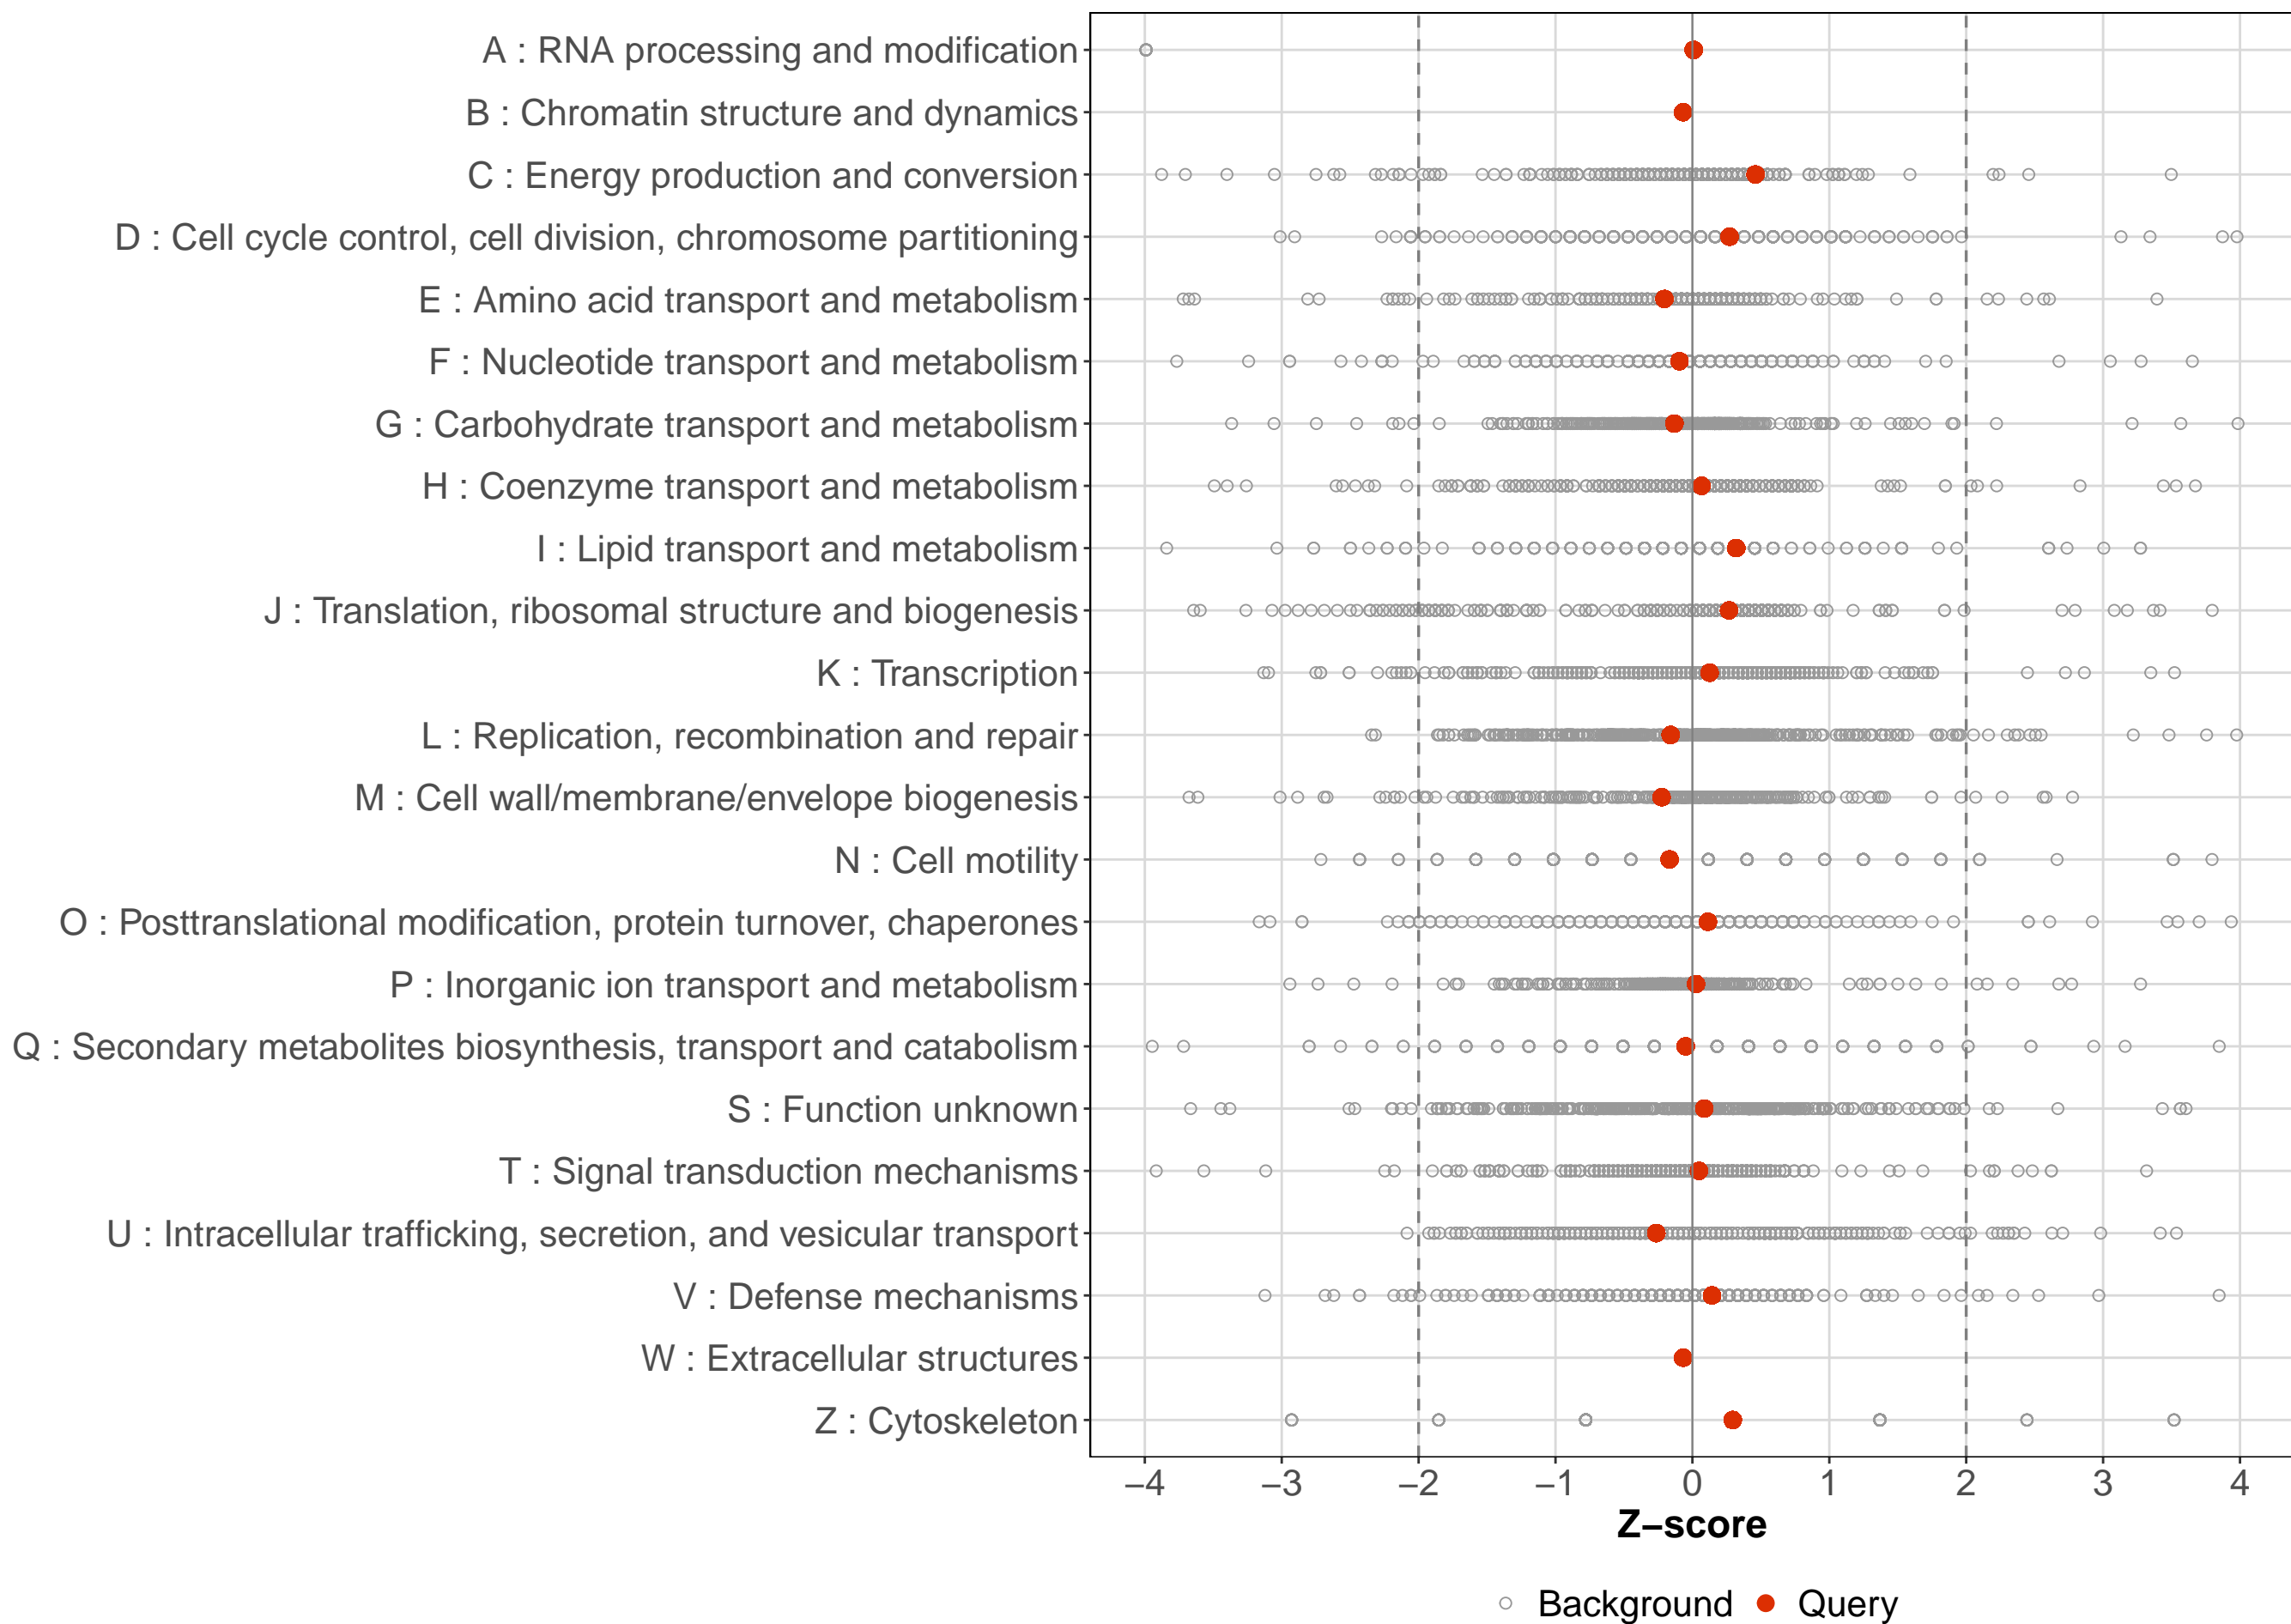 A : RNA processing and modification
B : Chromatin structure and dynamics
C : Energy production and conversion
D : Cell cycle control, cell division, chromosome partitioning
E : Amino acid transport and metabolism
F : Nucleotide transport and metabolism
G : Carbohydrate transport and metabolism
H : Coenzyme transport and metabolism
I : Lipid transport and metabolism
J : Translation, ribosomal structure and biogenesis
K : Transcription
L : Replication, recombination and repair
M : Cell wall/membrane/envelope biogenesis
N : Cell motility
O : Posttranslational modification, protein turnover, chaperones
P : Inorganic ion transport and metabolism
Q : Secondary metabolites biosynthesis, transport and catabolism
S : Function unknown
T : Signal transduction mechanisms
U : Intracellular trafficking, secretion, and vesicular transport
V : Defense mechanisms
W : Extracellular structures
Z : Cytoskeleton
−4 −3 −2 −1 0 1 2 3 4
Z−score
Background Query